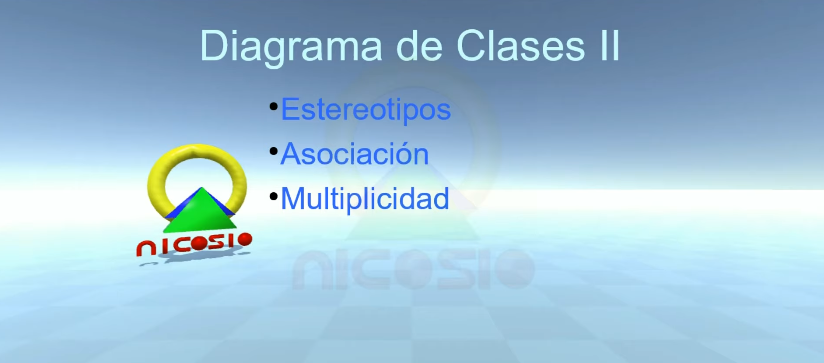 Diagrama de Clases II
•Estereotipos
•Asociación
•Multiplicidad
NICOSIO
NICOSIO